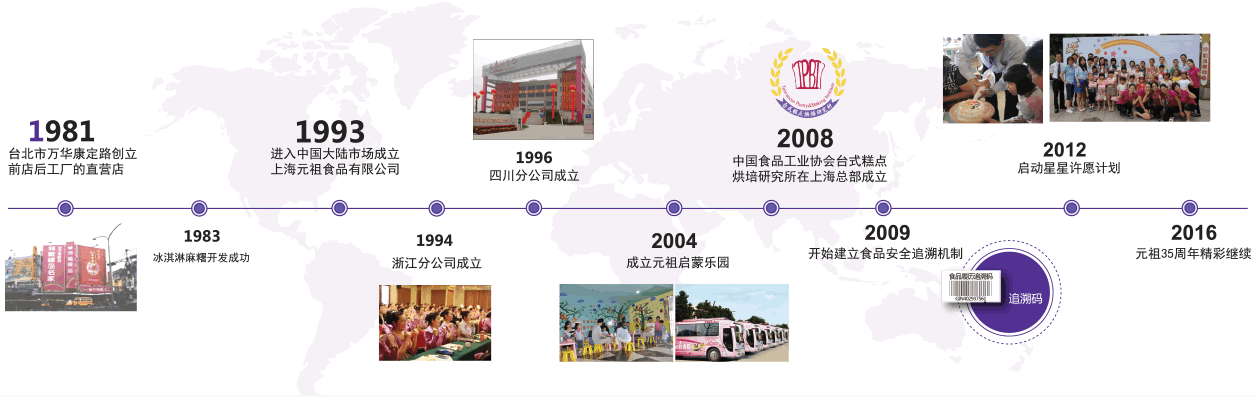 1981
台北市万华康定路创立
前店后工厂的直营店
1983
冰淇淋麻糬开发成功
1993
进入中国大陆市场成立
上海元祖食品有限公司
1994
浙江分公司成立
1996
四川分公司成立
2004
成立元祖启蒙乐园
TPBI
2008
中国食品工业协会台式糕点
烘培研究所在上海总部成立
2009
开始建立食品安全追溯机制
食品履历追溯码
追溯码
2012
启动星星许愿计划
2016
元祖35周年精彩继续